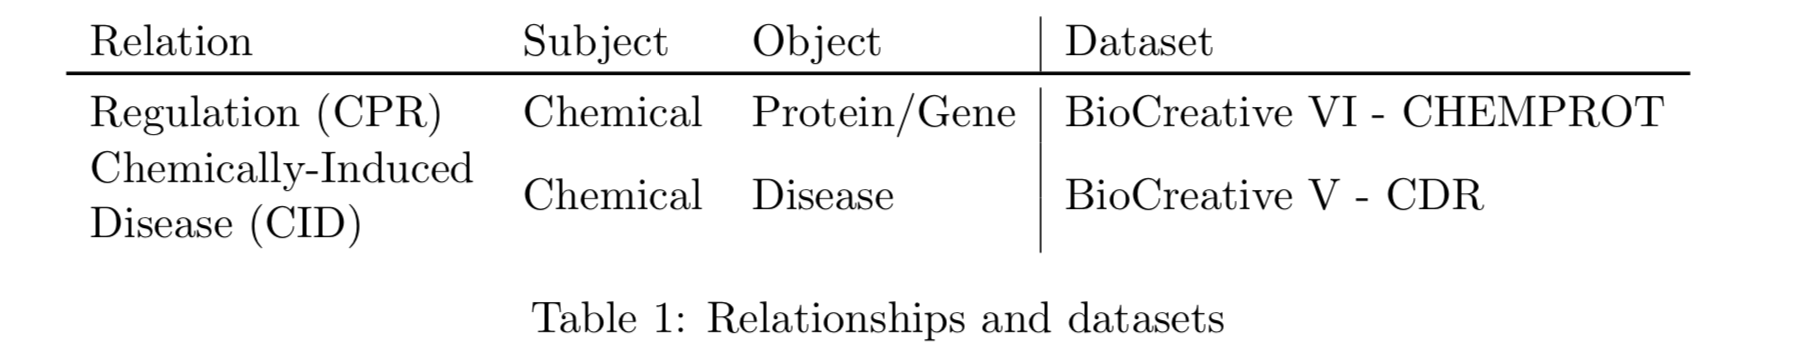 Relation Subject Object Dataset
Regulation (CPR) Chemical Protein/Gene BioCreative VI - CHEMPROT
Chemically-Induced
Disease (CID) Chemical Disease BioCreative V - CDR
Table 1: Relationships and datasets